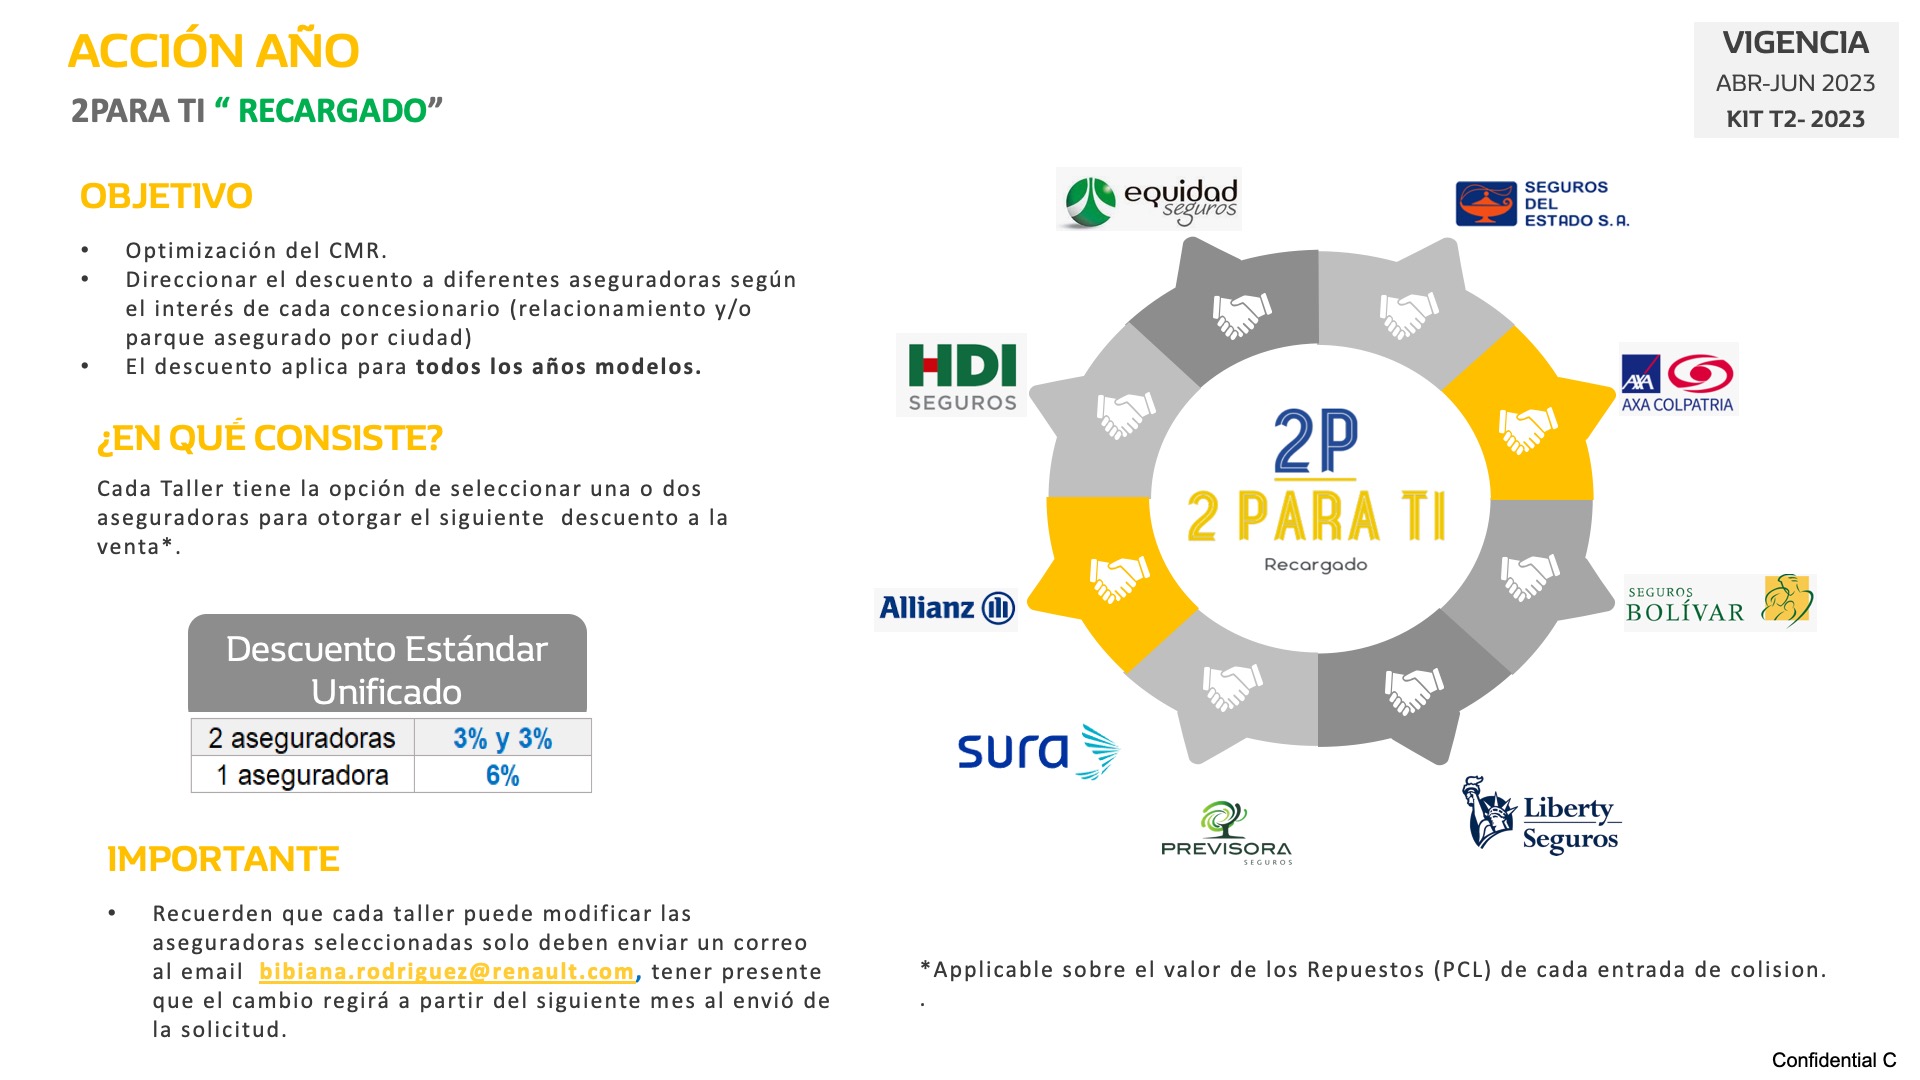 ACCIÓN AÑO
2PARA TI “ RECARGADO”
VIGENCIA
ABR-JUN 2023
KIT T2- 2023
OBJETIVO
• Optimización del CMR.
• Direccionar el descuento a diferentes aseguradoras según
el interés de cada concesionario (relacionamiento y/o
parque asegurado por ciudad)
• El descuento aplica para todos los años modelos.
¿EN QUÉ CONSISTE?
Cada Taller tiene la opción de seleccionar una o dos
aseguradoras para otorgar el siguiente  descuento a la
venta*.
Descuento Estándar
Unificado
2 aseguradoras 3% y 3%
1 aseguradora 6%
IMPORTANTE
• Recuerden que cada taller puede modificar las
aseguradoras seleccionadas solo deben enviar un correo
al email  bibiana.rodriguez@renault.com, tener presente
que el cambio regirá a partir del siguiente mes al envió de
la solicitud.
equidad
seguros
SEGUROS
DEL
ESTADO S.A.
HDI
SEGUROS
AXA
AXA COLPATRIA
2P
2 PARA TI
Recargado
Allianz
SEGUROS
BOLÍVAR
sura
PREVISORA
SEGUROS
Liberty
Seguros
*Applicable sobre el valor de los Repuestos (PCL) de cada entrada de colision.
.
Confidential C